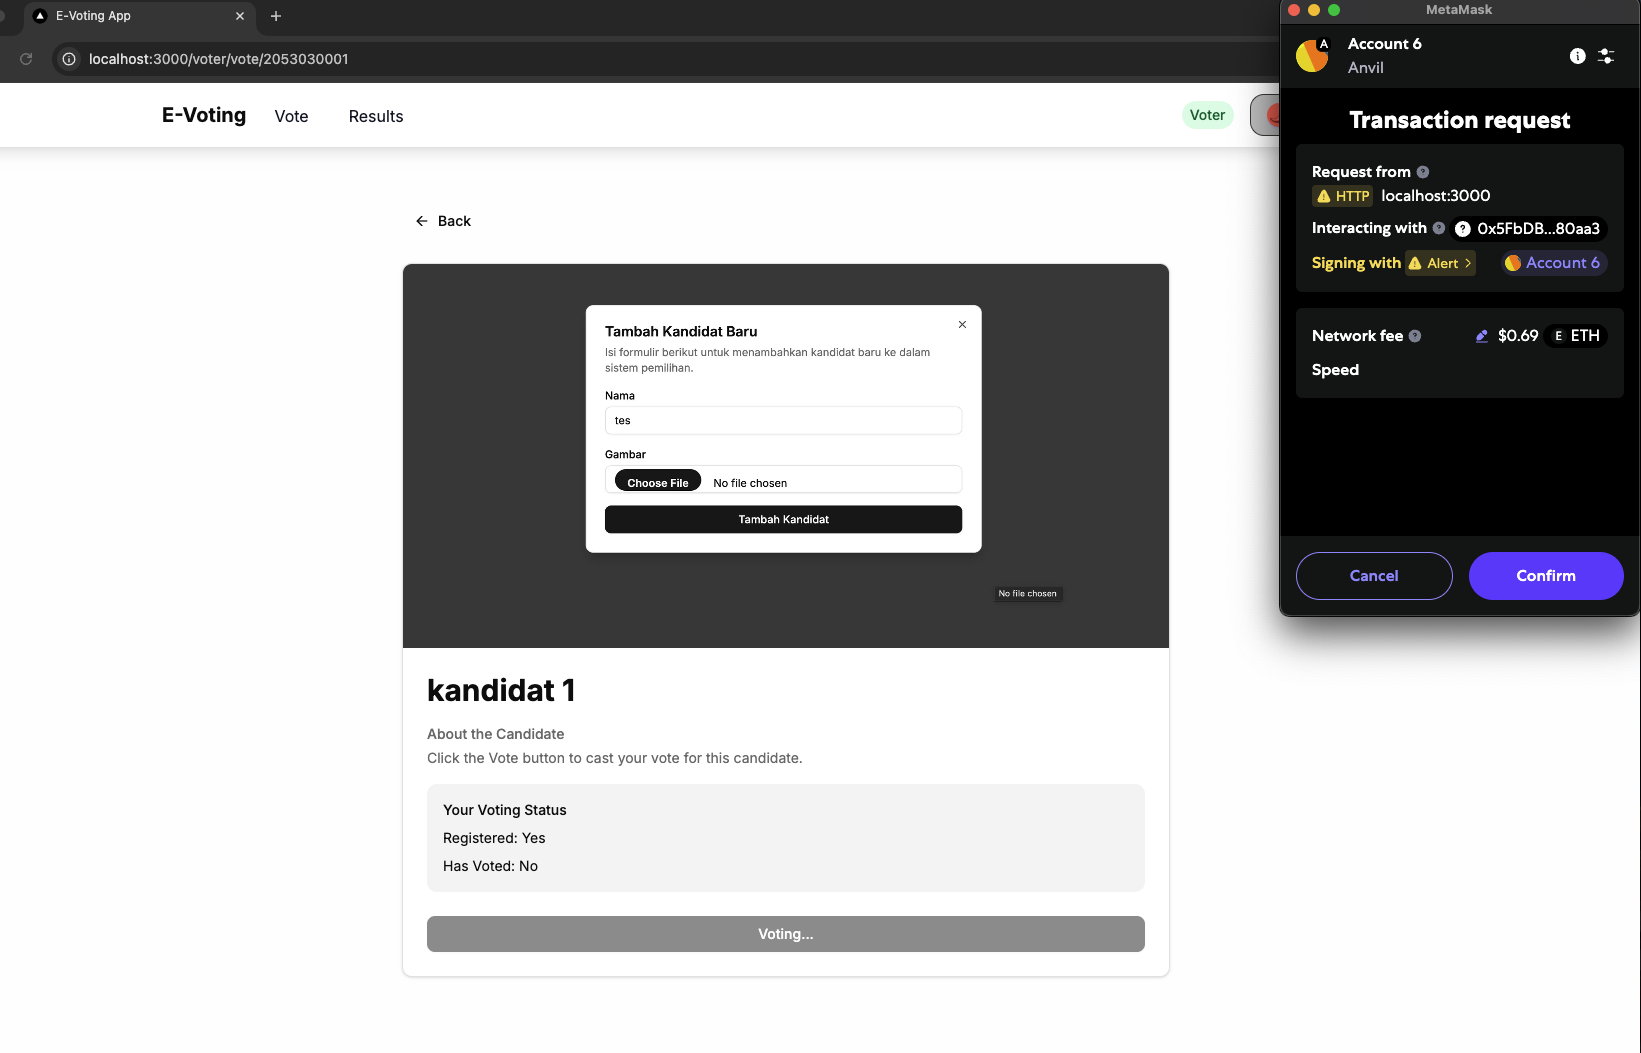 E-Voting App
localhost:3000/voter/vote/2053030001
E-Voting
Vote
Results
Voter
Back
Tambah Kandidat Baru
Isi formulir berikut untuk menambahkan kandidat baru ke dalam
sistem pemilihan.
Nama
tes
Gambar
Choose File No file chosen
Tambah Kandidat
No file chosen
kandidat 1
About the Candidate
Click the Vote button to cast your vote for this candidate.
Your Voting Status
Registered: Yes
Has Voted: No
Voting...
MetaMask
A
Account 6
Anvil
Transaction request
Request from
HTTP localhost:3000
Interacting with 0x5FbDB...80aa3
Signing with Alert Account 6
Network fee $0.69 E ETH
Speed
Cancel
Confirm